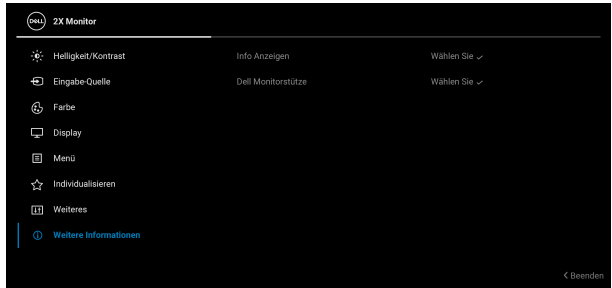 DELL 2X Monitor
Helligkeit/Kontrast Info Anzeigen Wählen Sie ✓
Eingabe-Quelle Dell Monitorstütze Wählen Sie ✓
Farbe
Display
Menü
Individualisieren
Weiteres
Weitere Informationen
< Beenden